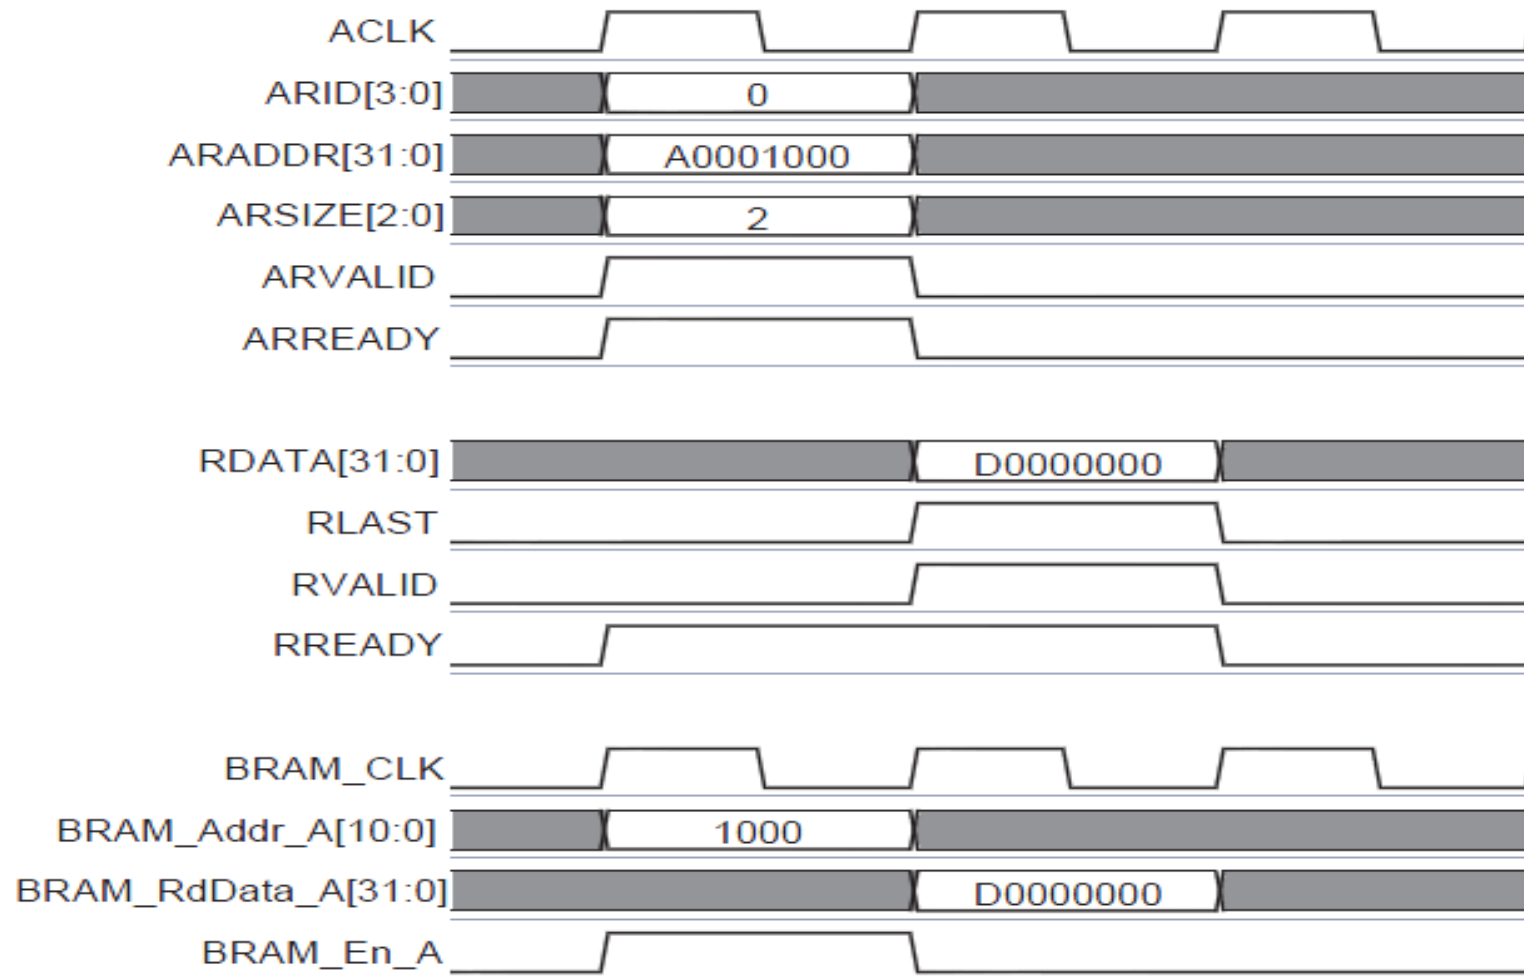 ACLK
ARID[3:0] 0
ARADDR[31:0] A0001000
ARSIZE[2:0] 2
ARVALID
ARREADY
RDATA[31:0] D0000000
RLAST
RVALID
RREADY
BRAM_CLK
BRAM_Addr_A[10:0] 1000
BRAM_RdData_A[31:0] D0000000
BRAM_En_A